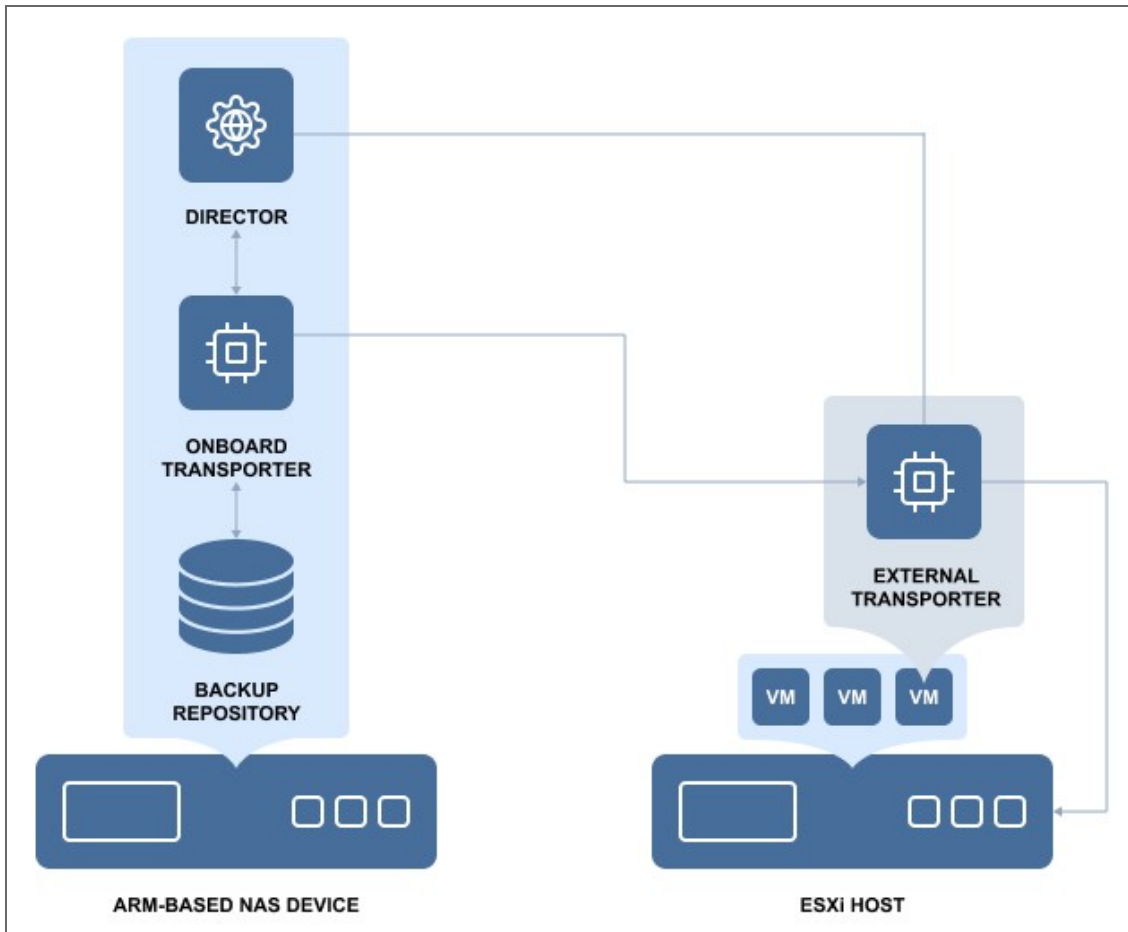 DIRECTOR
ONBOARD
TRANSPORTER
BACKUP
REPOSITORY
ARM-BASED NAS DEVICE
EXTERNAL
TRANSPORTER
VM
VM
VM
ESXi HOST